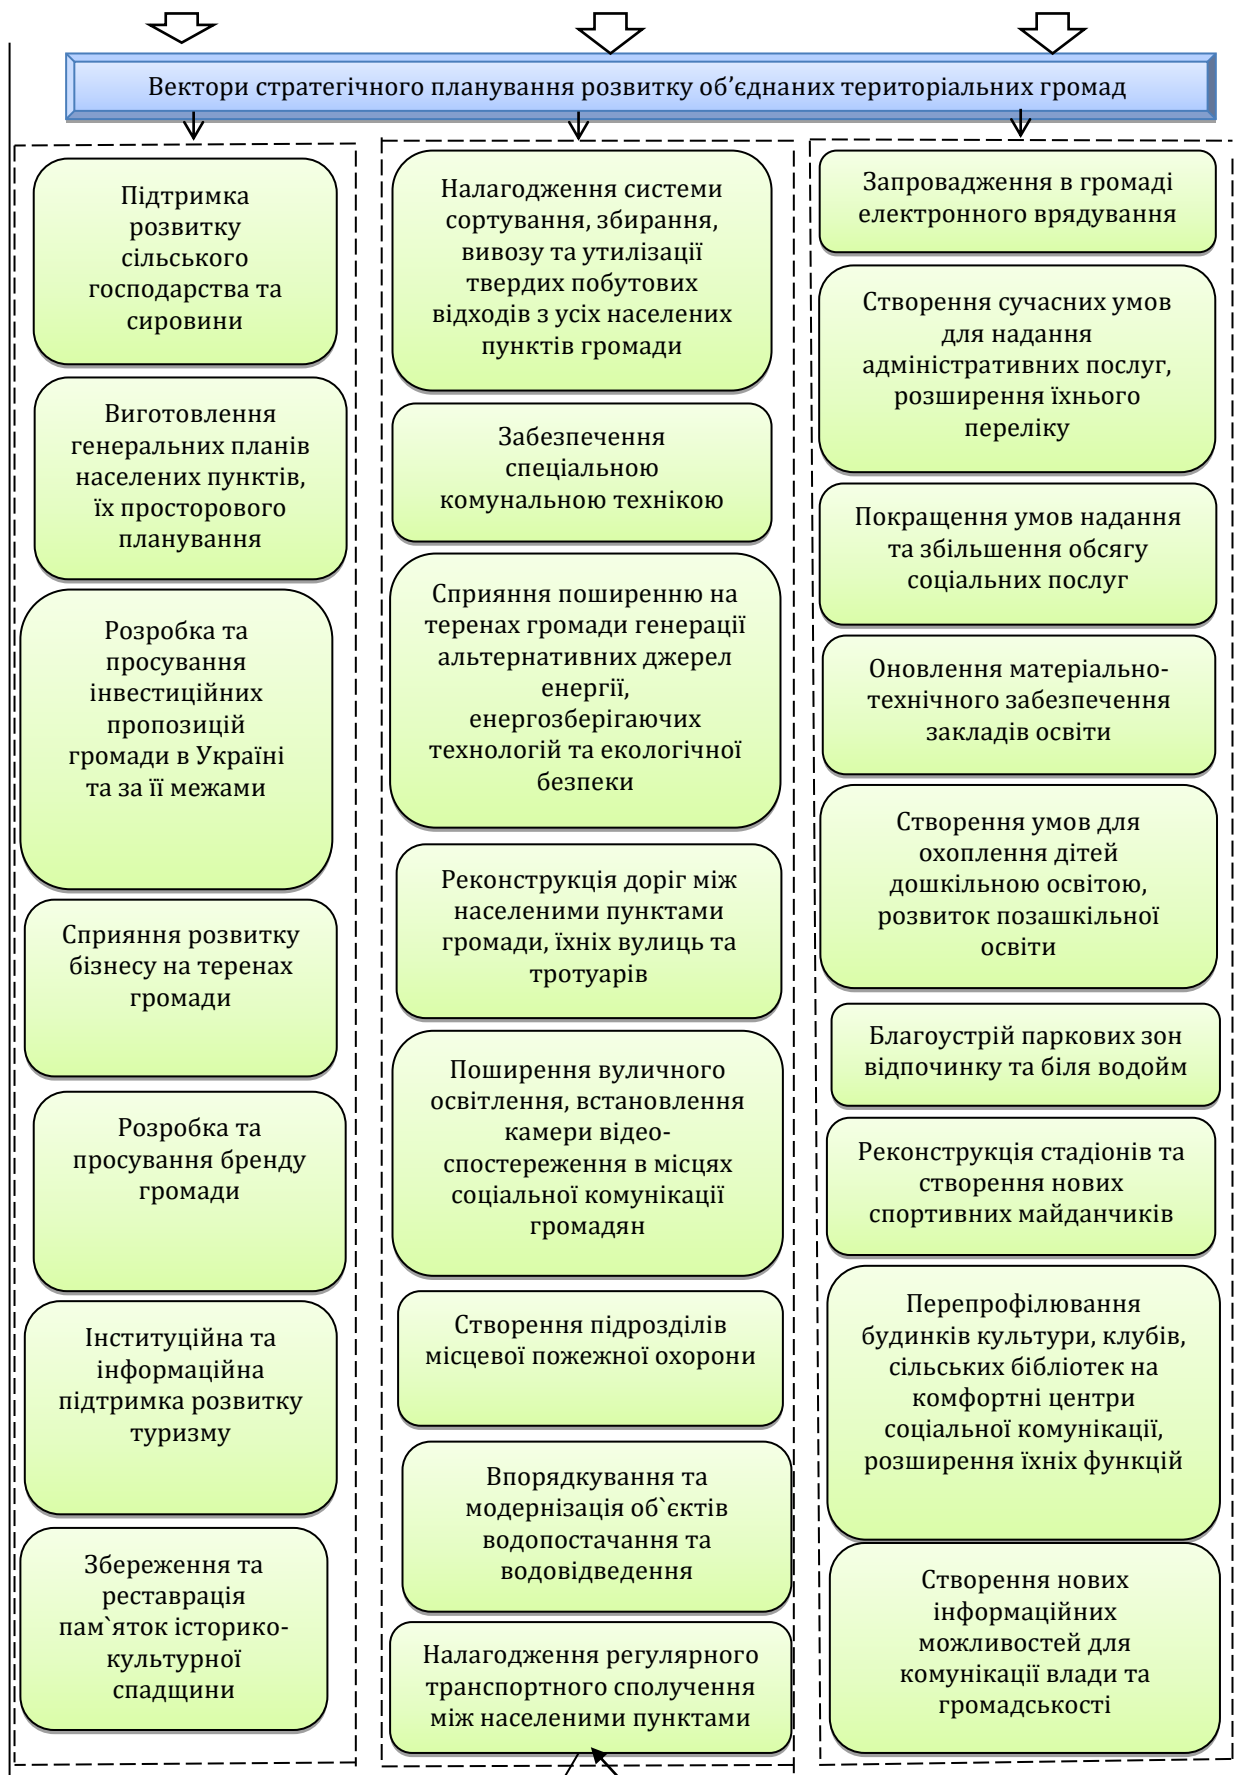 Вектори стратегічного планування розвитку об’єднаних територіальних громад
Підтримка
розвитку
сільського
господарства та
сировини
Виготовлення
генеральних планів
населених пунктів,
їх просторового
планування
Розробка та
просування
інвестиційних
пропозицій
громади в Україні
та за її межами
Сприяння розвитку
бізнесу на теренах
громади
Розробка та
просування бренду
громади
Інституційна та
інформаційна
підтримка розвитку
туризму
Збереження та
реставрація
пам`яток історико-
культурної
спадщини
Налагодження системи
сортування, збирання,
вивозу та утилізації
твердих побутових
відходів з усіх населених
пунктів громади
Забезпечення
спеціальною
комунальною технікою
Сприяння поширенню на
теренах громади генерації
альтернативних джерел
енергії,
енергозберігаючих
технологій та екологічної
безпеки
Реконструкція доріг між
населеними пунктами
громади, їхніх вулиць та
тротуарів
Поширення вуличного
освітлення, встановлення
камери відео-
спостереження в місцях
соціальної комунікації
громадян
Створення підрозділів
місцевої пожежної охорони
Впорядкування та
модернізація об`єктів
водопостачання та
водовідведення
Налагодження регулярного
транспортного сполучення
між населеними пунктами
Запровадження в громаді
електронного врядування
Створення сучасних умов
для надання
адміністративних послуг,
розширення їхнього
переліку
Покращення умов надання
та збільшення обсягу
соціальних послуг
Оновлення матеріально-
технічного забезпечення
закладів освіти
Створення умов для
охоплення дітей
дошкільною освітою,
розвиток позашкільної
освіти
Благоустрій паркових зон
відпочинку та біля водойм
Реконструкція стадіонів та
створення нових
спортивних майданчиків
Перепрофілювання
будинків культури, клубів,
сільських бібліотек на
комфортні центри
соціальної комунікації,
розширення їхніх функцій
Створення нових
інформаційних
можливостей для
комунікації влади та
громадськості